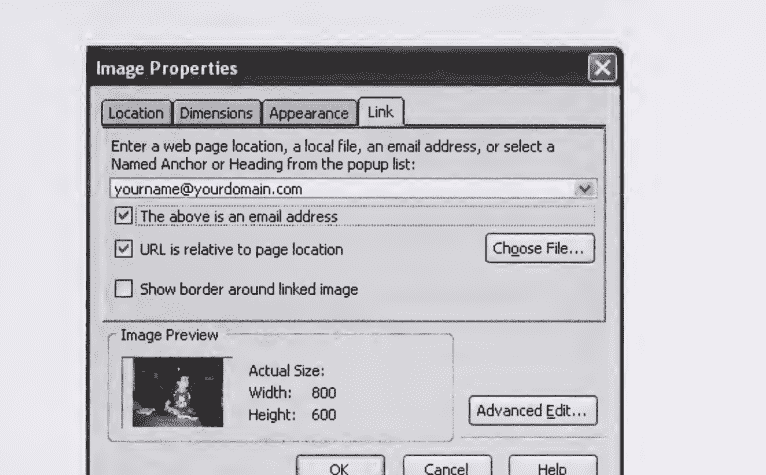 Image Properties
Location Dimensions Appearance Link
Enter a web page location, a local file, an email address, or select a
Named Anchor or Heading from the popup list:
yourname@yourdomain.com
The above is an email address
URL is relative to page location
Choose File...
Show border around linked image
Image Preview
Actual Size:
Width: 800
Height: 600
Advanced Edit...
OK Cancel Help